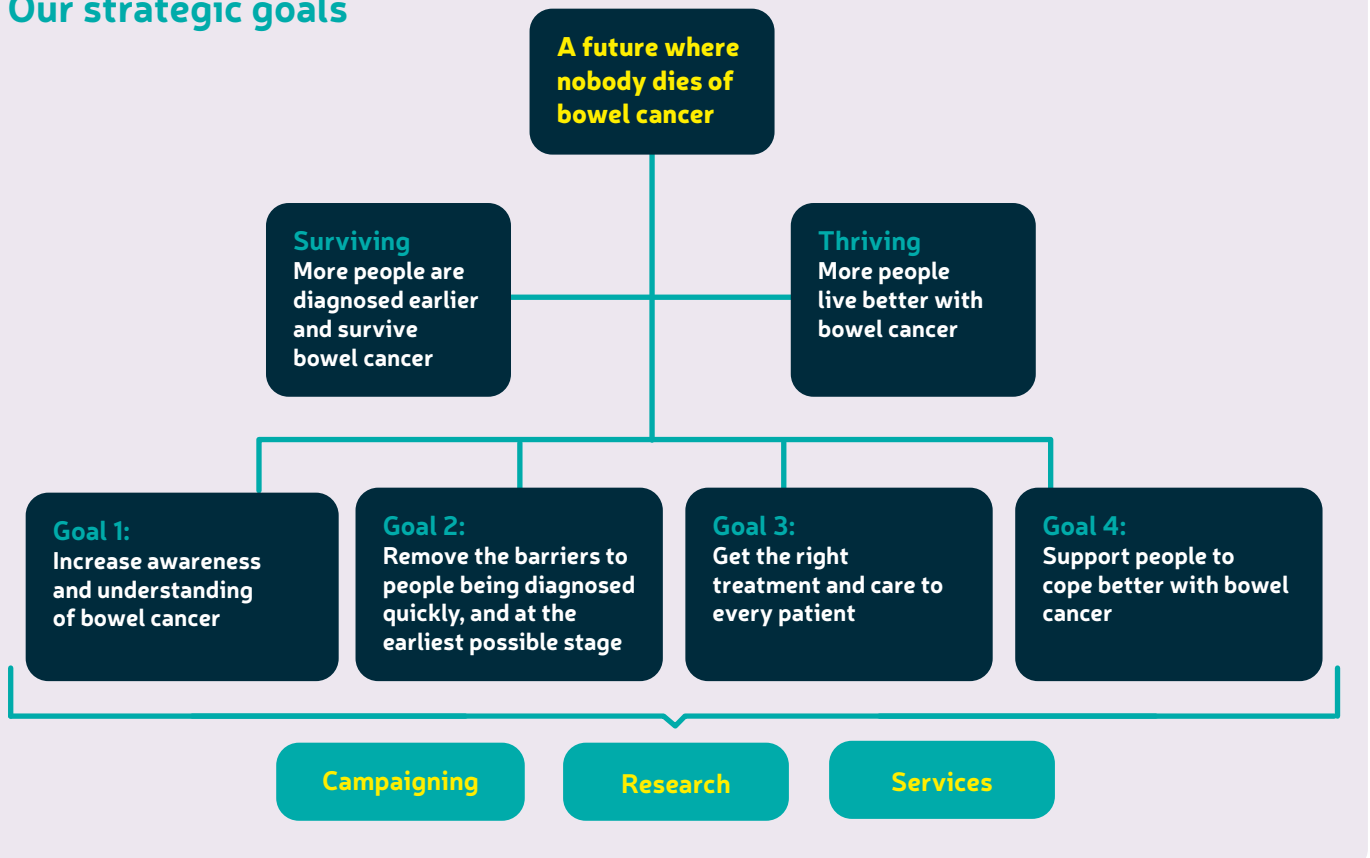 Our strategic goals
A future where
nobody dies of
bowel cancer
Surviving
More people are
diagnosed earlier
and survive
bowel cancer
Thriving
More people
live better with
bowel cancer
Goal 1:
Increase awareness
and understanding
of bowel cancer
Goal 2:
Remove the barriers to
people being diagnosed
quickly, and at the
earliest possible stage
Goal 3:
Get the right
treatment and care to
every patient
Goal 4:
Support people to
cope better with bowel
cancer
Campaigning
Research
Services